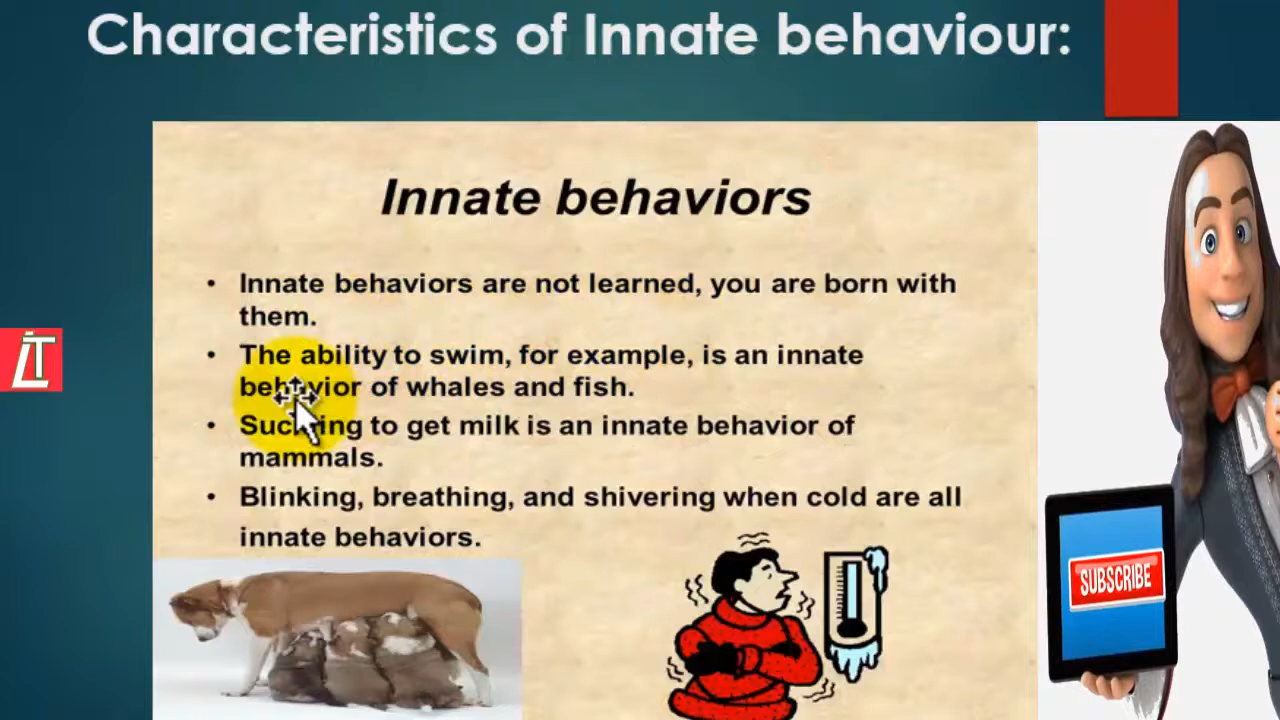 Characteristics of Innate behaviour:
Innate behaviors
• Innate behaviors are not learned, you are born with
them.
• The ability to swim, for example, is an innate
behavior of whales and fish.
• Suckling to get milk is an innate behavior of
mammals.
• Blinking, breathing, and shivering when cold are all
innate behaviors.
LT
SUBSCRIBE